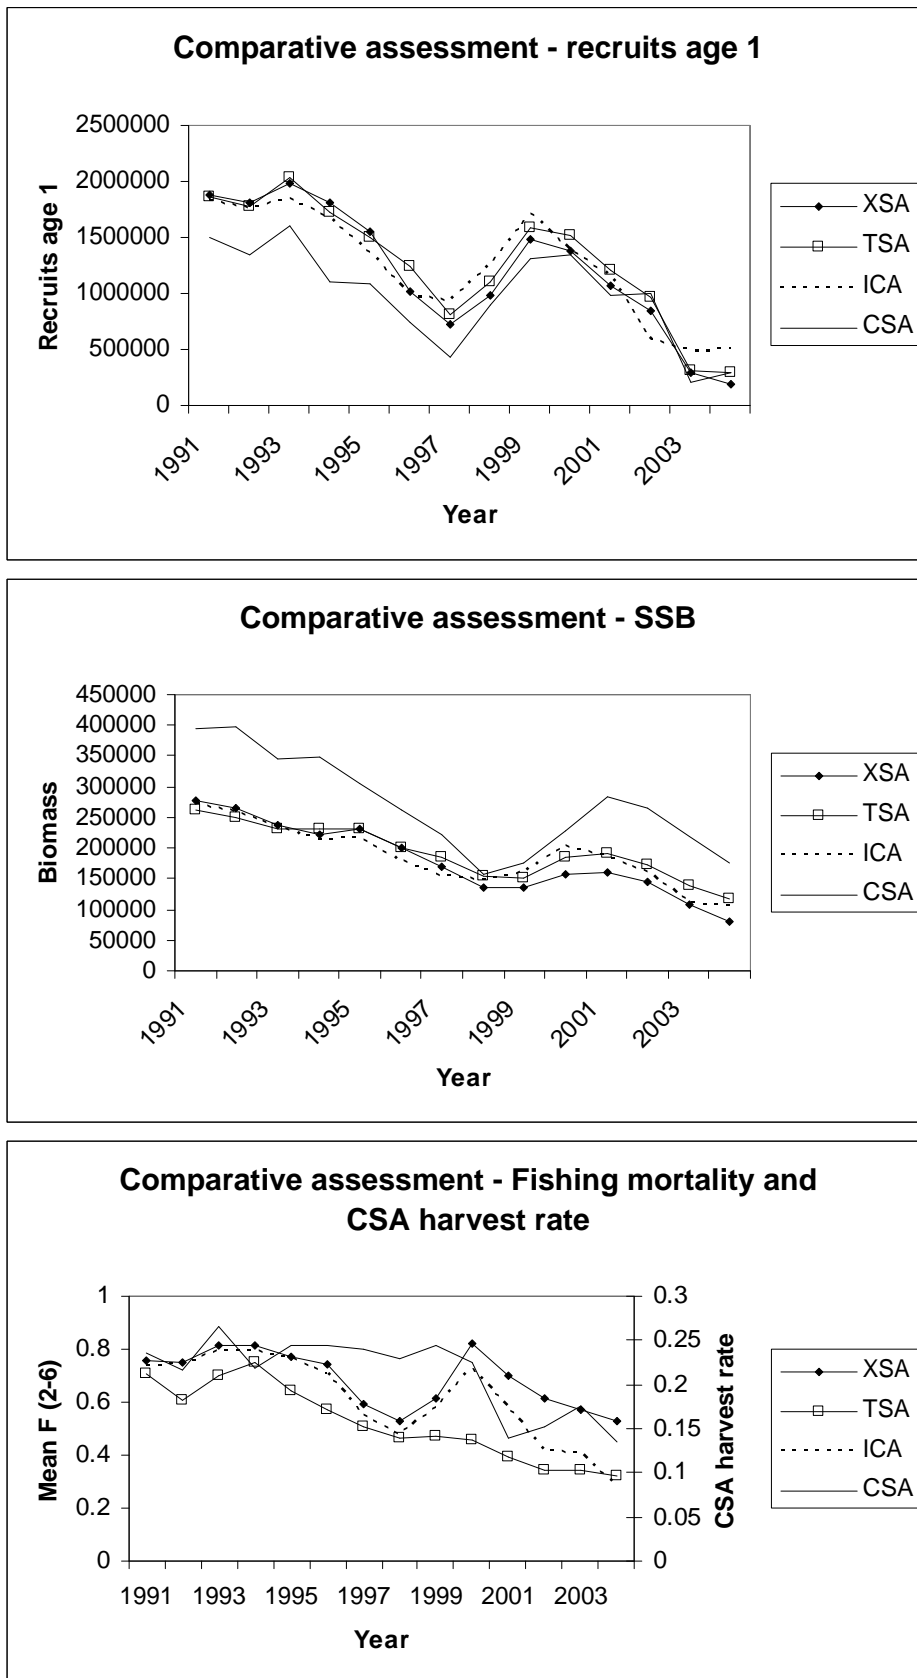 Comparative assessment - recruits age 1
Recruits age 1
2500000
2000000
1500000
1000000
500000
0
1991
1993
1995
1997
1999
2001
2003
Year
XSA
TSA
ICA
CSA
Comparative assessment - SSB
Biomass
450000
400000
350000
300000
250000
200000
150000
100000
50000
0
1991
1993
1995
1997
1999
2001
2003
Year
XSA
TSA
ICA
CSA
Comparative assessment - Fishing mortality and
CSA harvest rate
Mean F (2-6)
1
0.8
0.6
0.4
0.2
0
0.3
0.25
0.2
0.15
0.1
0.05
0
CSA harvest rate
1991
1993
1995
1997
1999
2001
2003
Year
XSA
TSA
ICA
CSA